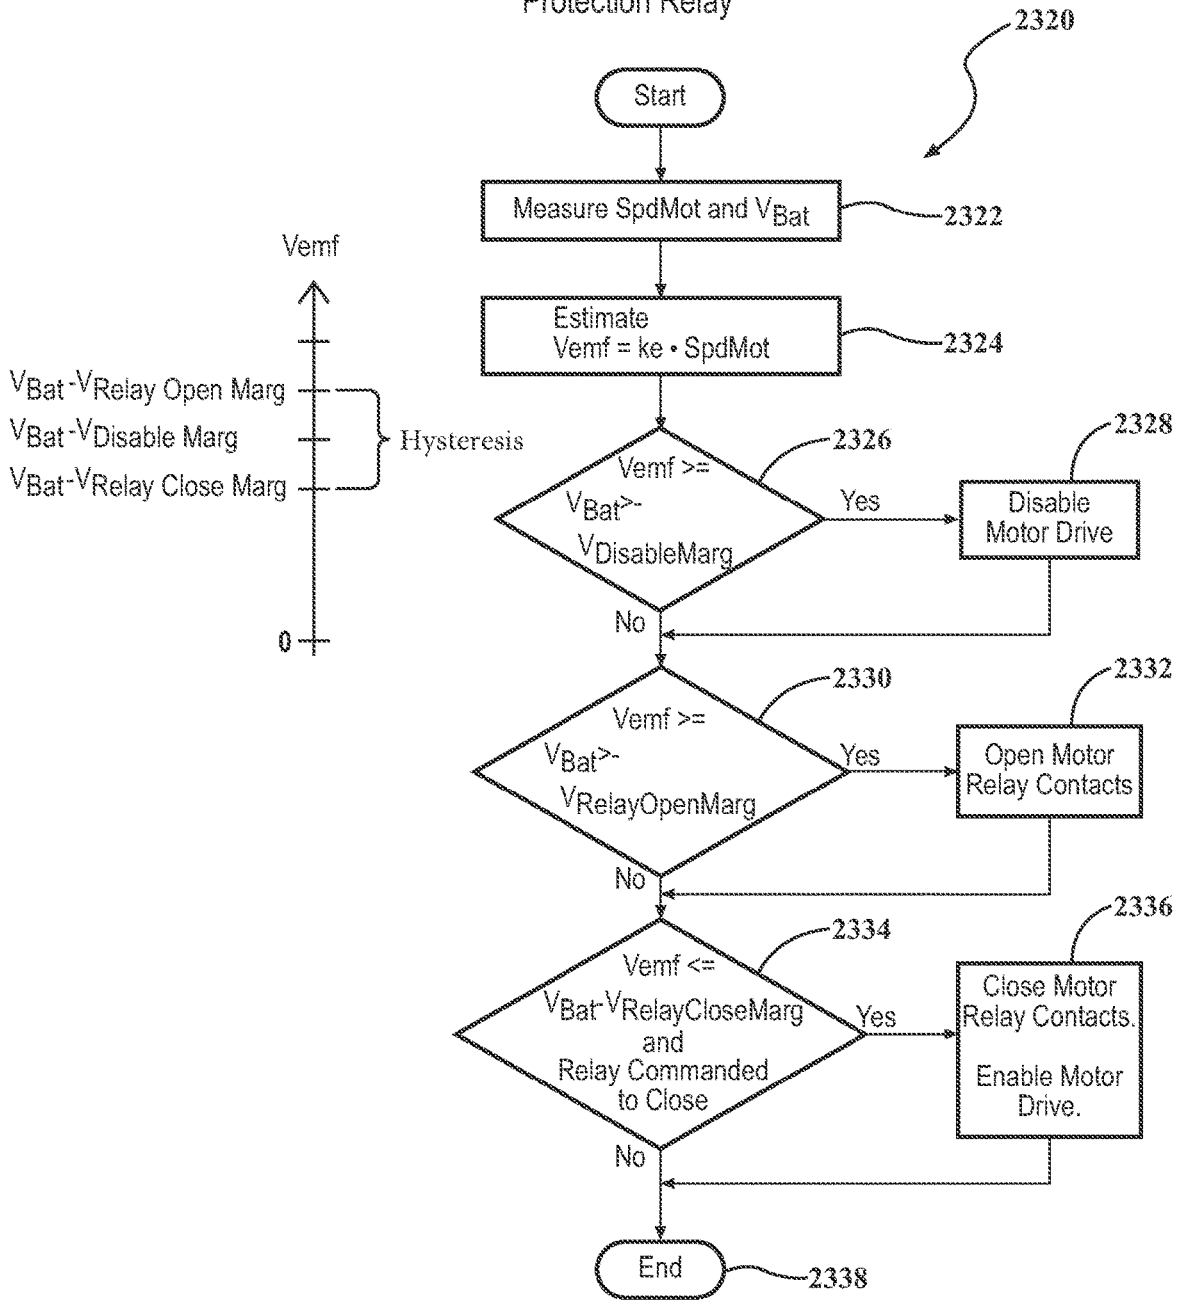 Protection Relay
2320
Start
Measure SpdMot and VBat
2322
Estimate
Vemf = ke • SpdMot
2324
Vemf
VBat-VRelay Open Marg
VBat-VDisable Marg
VBat-VRelay Close Marg
Hysteresis
0
Vemf >=
VBat>-
VDisableMarg
2326
Yes
No
Disable
Motor Drive
2328
Vemf >=
VBat>-
VRelayOpenMarg
2330
Yes
No
Open Motor
Relay Contacts
2332
Vemf <=
VBat-VRelayCloseMarg
and
Relay Commanded
to Close
2334
Yes
No
Close Motor
Relay Contacts.
Enable Motor
Drive.
2336
End
2338